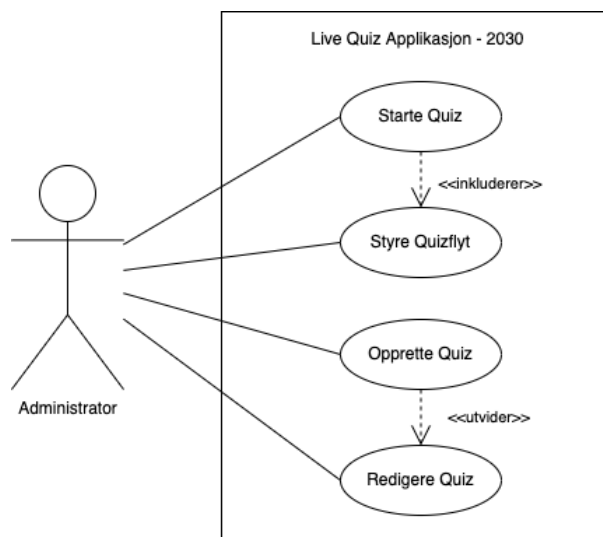 Live Quiz Applikasjon - 2030
Starte Quiz
<<inkluderer>>
Styre Quizflyt
Opprette Quiz
Administrator
<<utvider>>
Redigere Quiz